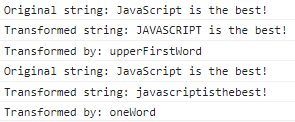 Original string: JavaScript is the best!
Transformed string: JAVASCRIPT is the best!
Transformed by: upperFirstWord
Original string: JavaScript is the best!
Transformed string: javascriptisthebest!
Transformed by: oneWord